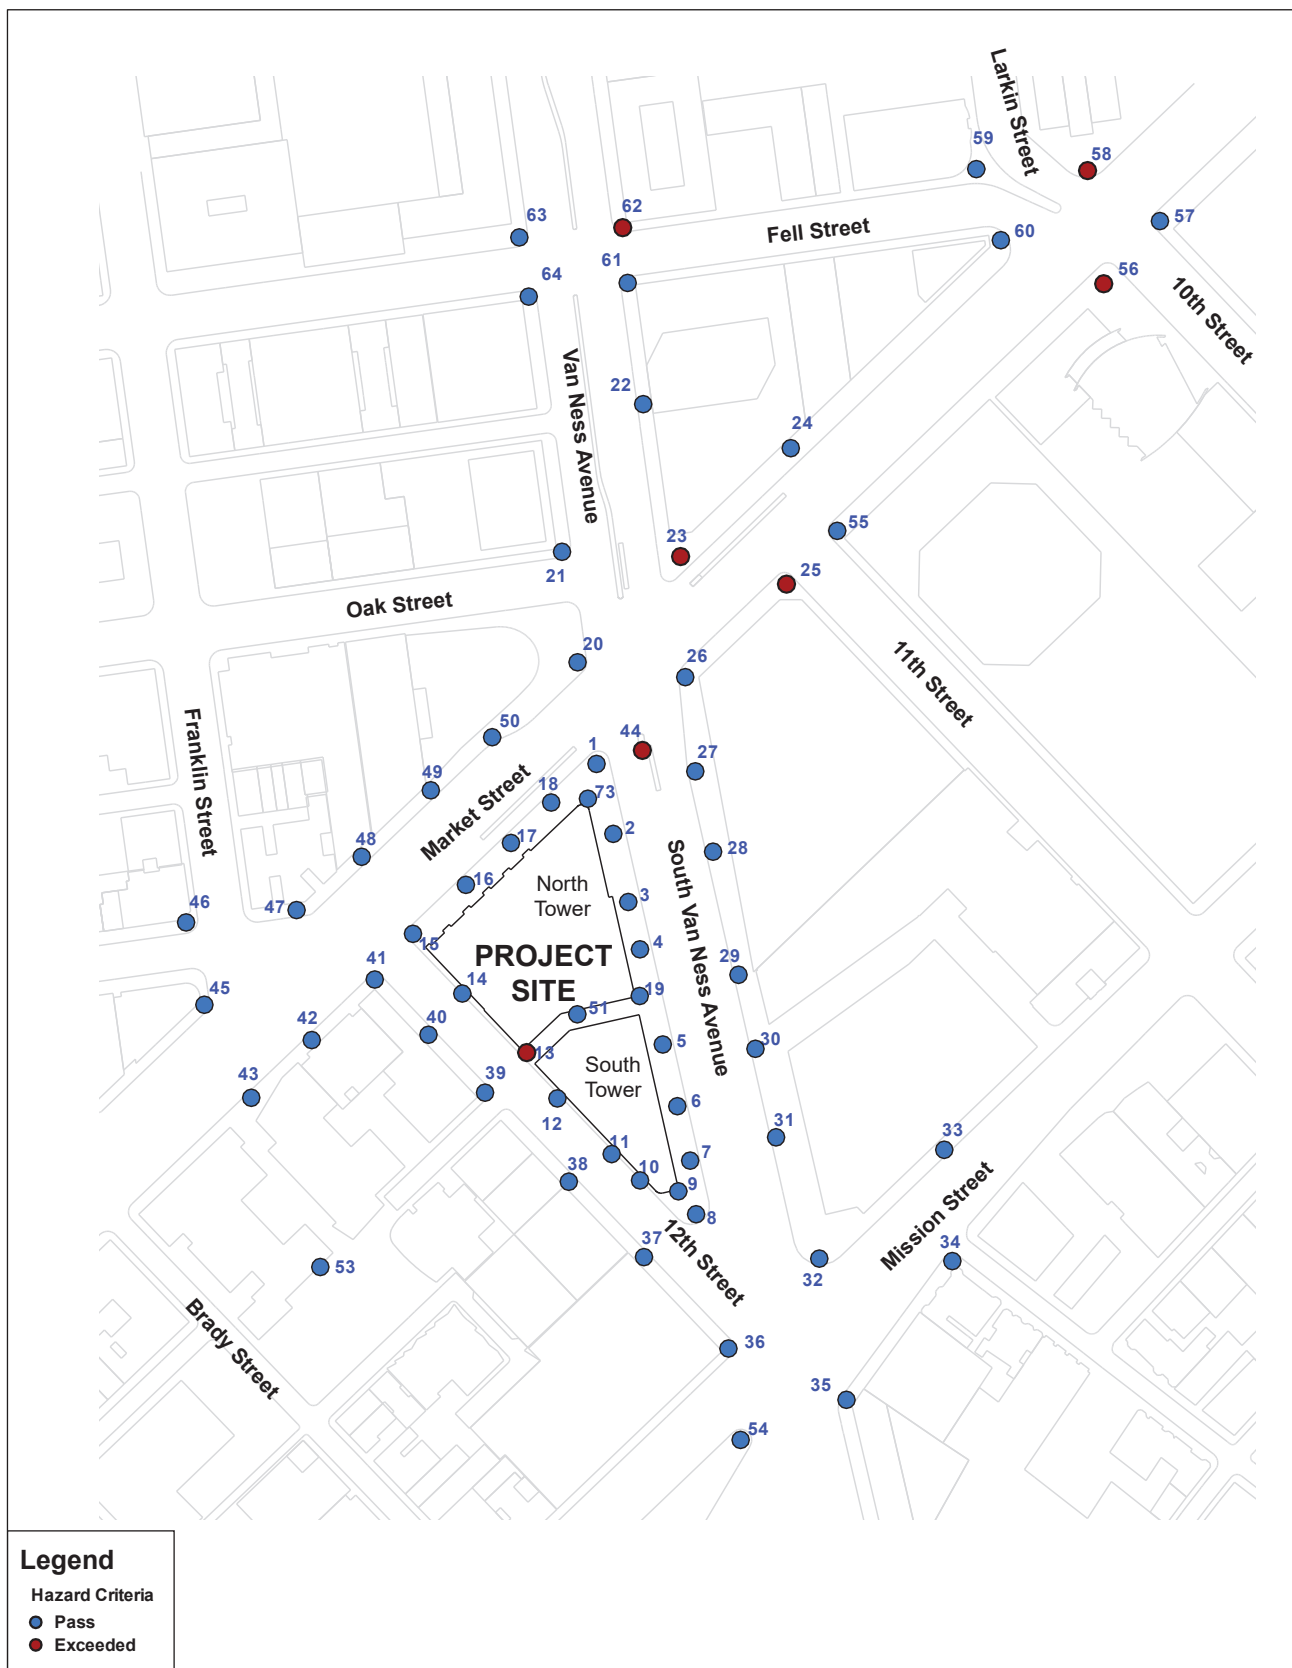 Larkin Street
59
58
62
63
57
Fell Street
60
61
64
56
10th Street
Van Ness Avenue
22
24
55
23
25
21
Oak Street
20
11th Street
26
Franklin Street
50
44
1
27
49
18
73
Market Street
2
17
48
28
South Van Ness Avenue
16
North
Tower
3
47
46
15
4
PROJECT
SITE
29
41
14
19
45
51
42
40
5
30
13
South
Tower
43
39
6
12
31
11
33
7
38
10
9
Mission Street
8
12th Street
37
34
53
32
Brady Street
36
35
54
Legend
Hazard Criteria
Pass
Exceeded